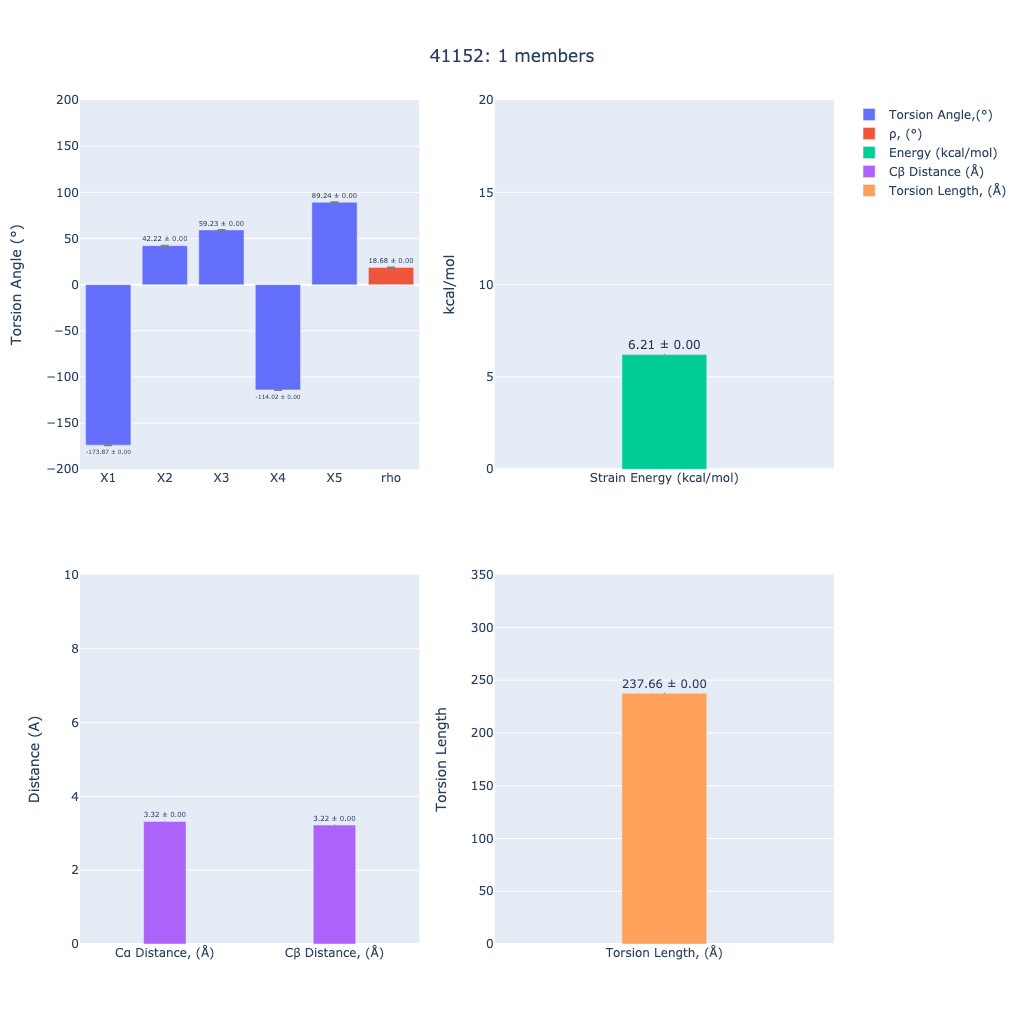 41152: 1 members
Torsion Angle (°)
200
150
100
50
0
−50
−100
−150
−200
-173.87 ± 0.00
42.22 ± 0.00
59.23 ± 0.00
-114.02 ± 0.00
89.24 ± 0.00
18.68 ± 0.00
X1
X2
X3
X4
X5
rho
kcal/mol
20
15
10
5
0
6.21 ± 0.00
Strain Energy (kcal/mol)
Torsion Angle,(°)
ρ, (°)
Energy (kcal/mol)
Cβ Distance (Å)
Torsion Length, (Å)
Distance (A)
10
8
6
4
2
0
3.32 ± 0.00
3.22 ± 0.00
Cα Distance, (Å)
Cβ Distance, (Å)
Torsion Length
350
300
250
200
150
100
50
0
237.66 ± 0.00
Torsion Length, (Å)